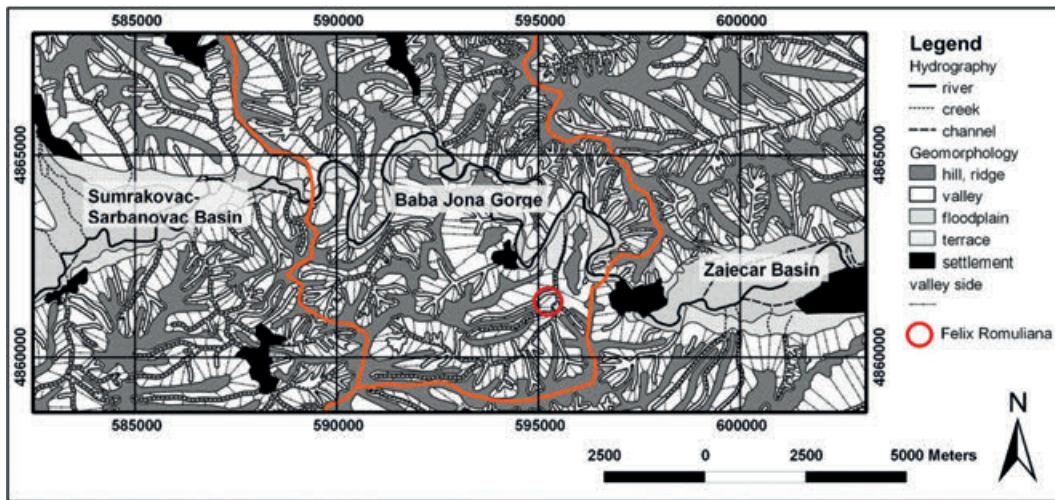 585000 590000 595000 600000
4865000
4860000
Sumrakovac-
Sarbanovac Basin
Baba Jona Gorge
Zajecar Basin
4865000
4860000
585000 590000 595000 600000
Legend
Hydrography
river
creek
channel
Geomorphology
hill, ridge
valley
floodplain
terrace
settlement
valley side
Felix Romuliana
N
2500 0 2500 5000 Meters